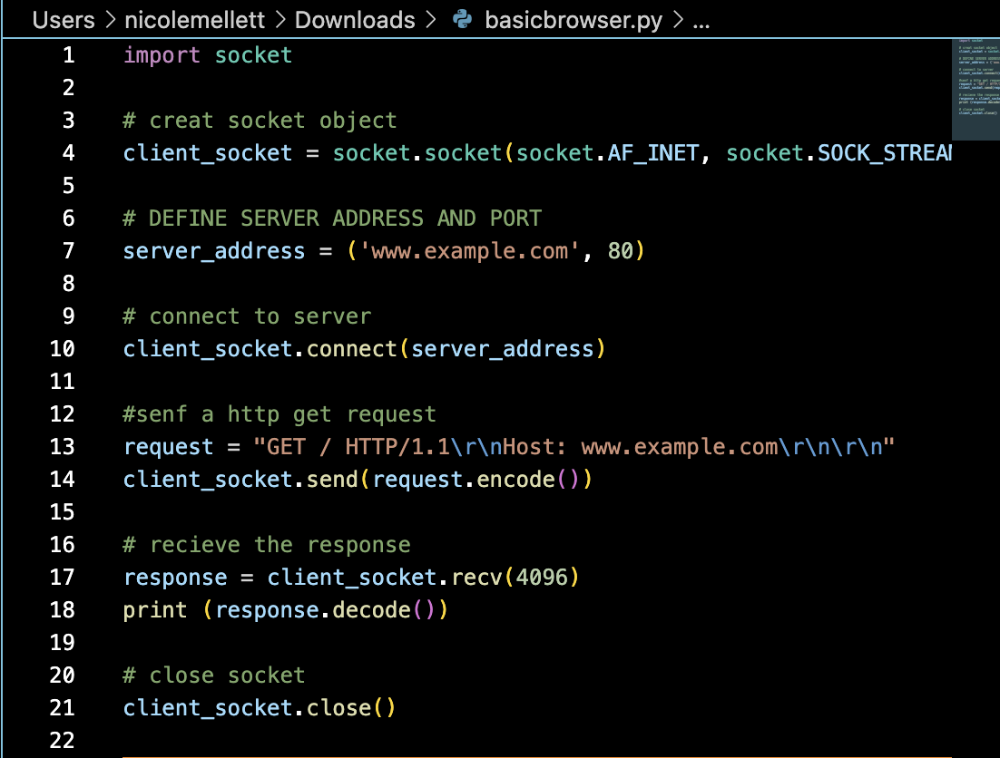 Users > nicolemellett > Downloads > basicbrowser.py > ...
1 import socket
2
3 # creat socket object
4 client_socket = socket.socket(socket.AF_INET, socket.SOCK_STREAM
5
6 # DEFINE SERVER ADDRESS AND PORT
7 server_address = ('www.example.com', 80)
8
9 # connect to server
10 client_socket.connect(server_address)
11
12 #senf a http get request
13 request = "GET / HTTP/1.1\r\nHost: www.example.com\r\n\r\n"
14 client_socket.send(request.encode())
15
16 # recieve the response
17 response = client_socket.recv(4096)
18 print (response.decode())
19
20 # close socket
21 client_socket.close()
22